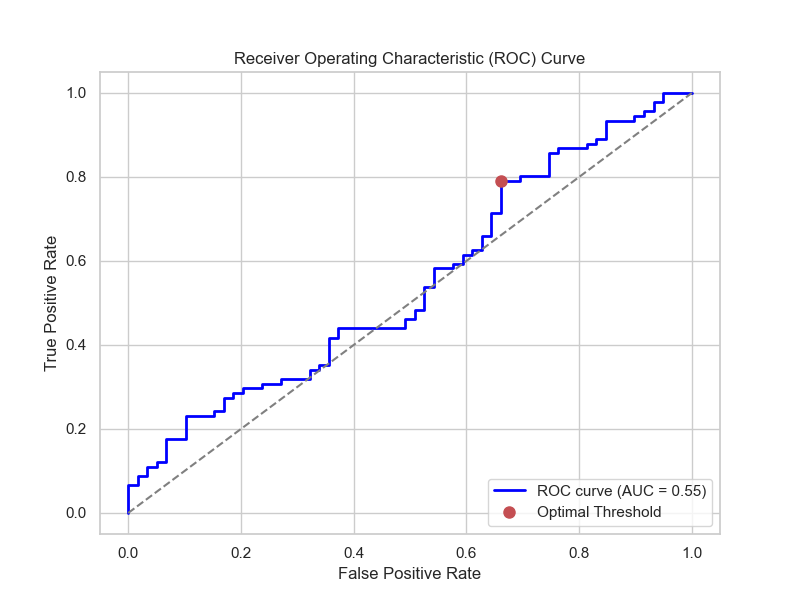 Receiver Operating Characteristic (ROC) Curve
1.0
0.8
0.6
0.4
0.2
0.0
True Positive Rate
0.0 0.2 0.4 0.6 0.8 1.0
False Positive Rate
ROC curve (AUC = 0.55)
Optimal Threshold